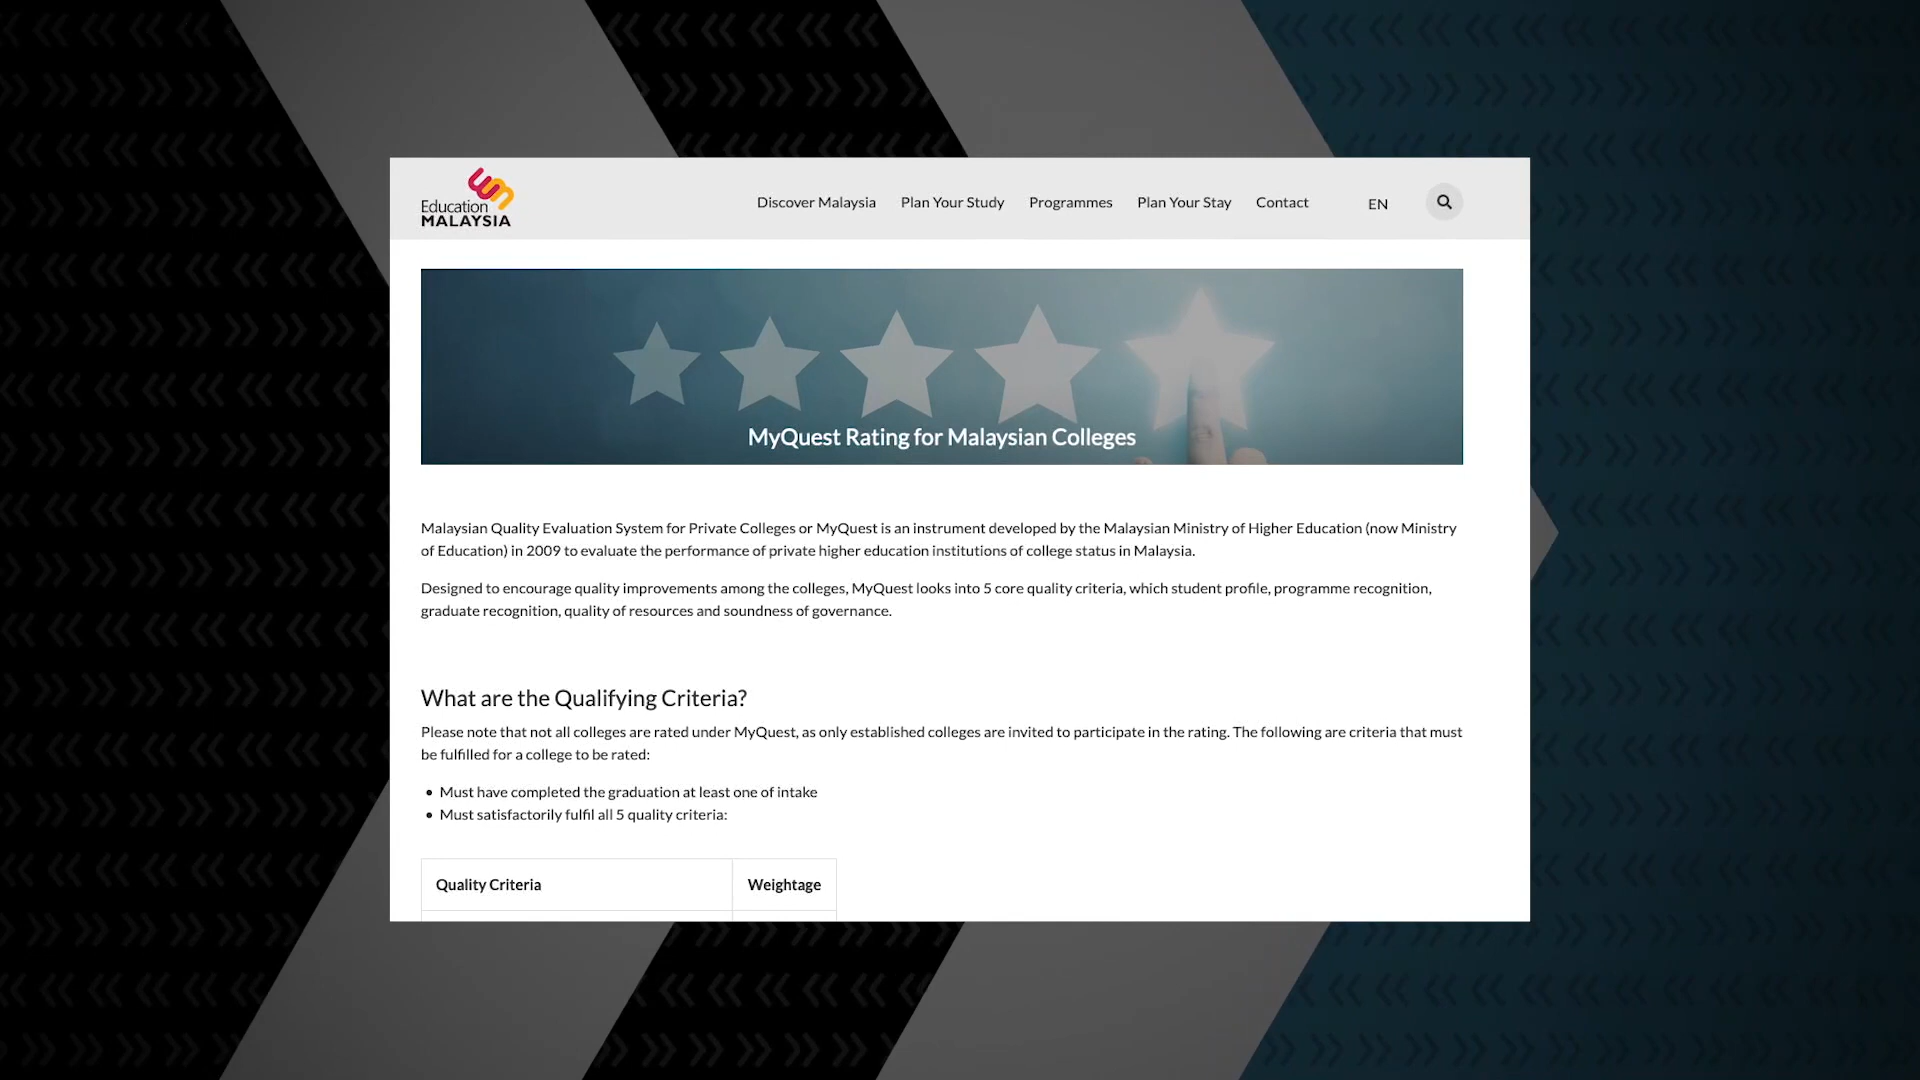 Education
MALAYSIA
Discover Malaysia Plan Your Study Programmes Plan Your Stay Contact EN
MyQuest Rating for Malaysian Colleges
Malaysian Quality Evaluation System for Private Colleges or MyQuest is an instrument developed by the Malaysian Ministry of Higher Education (now Ministry
of Education) in 2009 to evaluate the performance of private higher education institutions of college status in Malaysia.
Designed to encourage quality improvements among the colleges, MyQuest looks into 5 core quality criteria, which student profile, programme recognition,
graduate recognition, quality of resources and soundness of governance.
What are the Qualifying Criteria?
Please note that not all colleges are rated under MyQuest, as only established colleges are invited to participate in the rating. The following are criteria that must
be fulfilled for a college to be rated:
• Must have completed the graduation at least one of intake
• Must satisfactorily fulfil all 5 quality criteria:
Quality Criteria Weightage